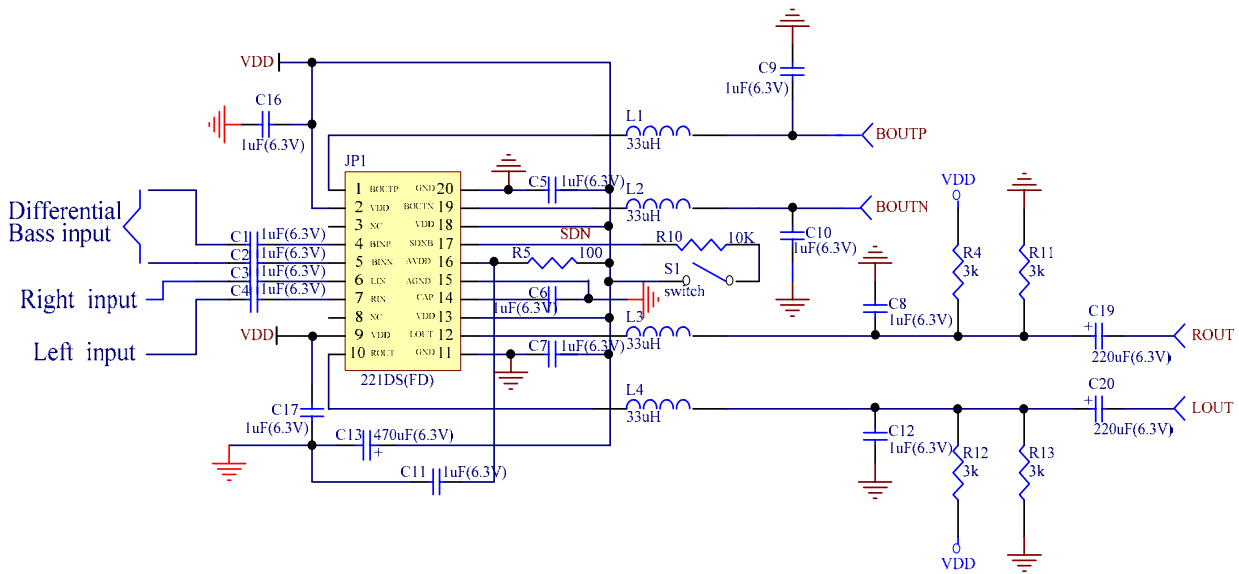 VDD
C16
1uF(6.3V)
C9
1uF(6.3V)
L1
33uH
BOUTP
JP1
C5
1uF(6.3V)
L2
33uH
BOUTN
C10
1uF(6.3V)
VDD
R4
3k
R11
3k
Differential
Bass input
C1
1uF(6.3V)
C2
1uF(6.3V)
C3
1uF(6.3V)
C4
1uF(6.3V)
Right input
Left input
1 BOUTP GND 20
2 VDD BOUTN 19
3 NC VDD 18
4 BINP SDNB 17
5 BINN AVDD 16
6 LIN AGND 15
7 RIN CAP 14
8 NC VDD 13
9 VDD LOUT 12
10 ROUT GND 11
221DS(FD)
SDN
R10
10K
R5
100
S1
switch
C6
1uF(6.3V)
L3
33uH
C8
1uF(6.3V)
C19
220uF(6.3V)
ROUT
VDD
C7
1uF(6.3V)
L4
33uH
C20
220uF(6.3V)
LOUT
C17
1uF(6.3V)
C13
470uF(6.3V)
C11
1uF(6.3V)
C12
1uF(6.3V)
R12
3k
R13
3k
VDD